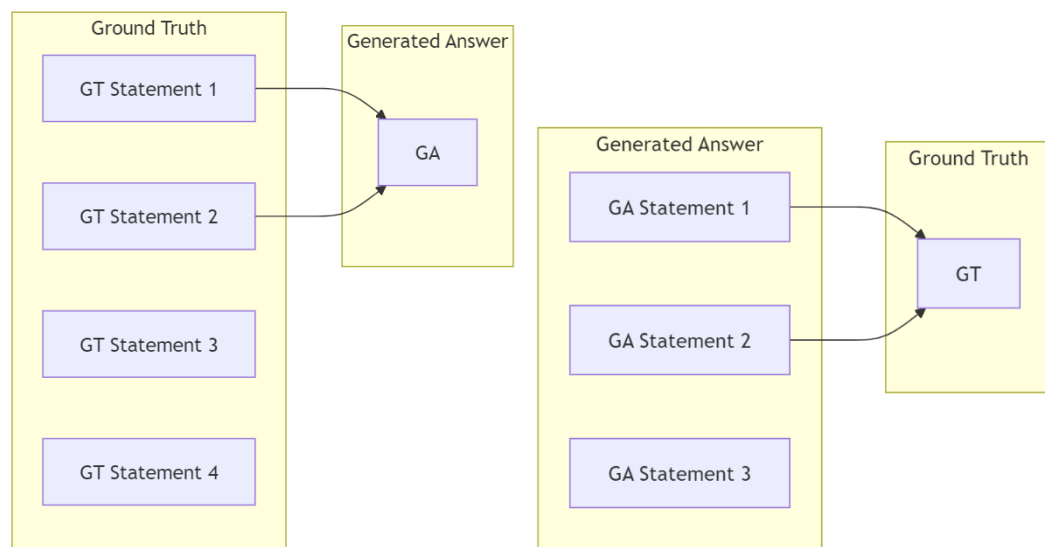 Ground Truth
GT Statement 1
GT Statement 2
GT Statement 3
GT Statement 4
Generated Answer
GA
Generated Answer
GA Statement 1
GA Statement 2
GA Statement 3
Ground Truth
GT